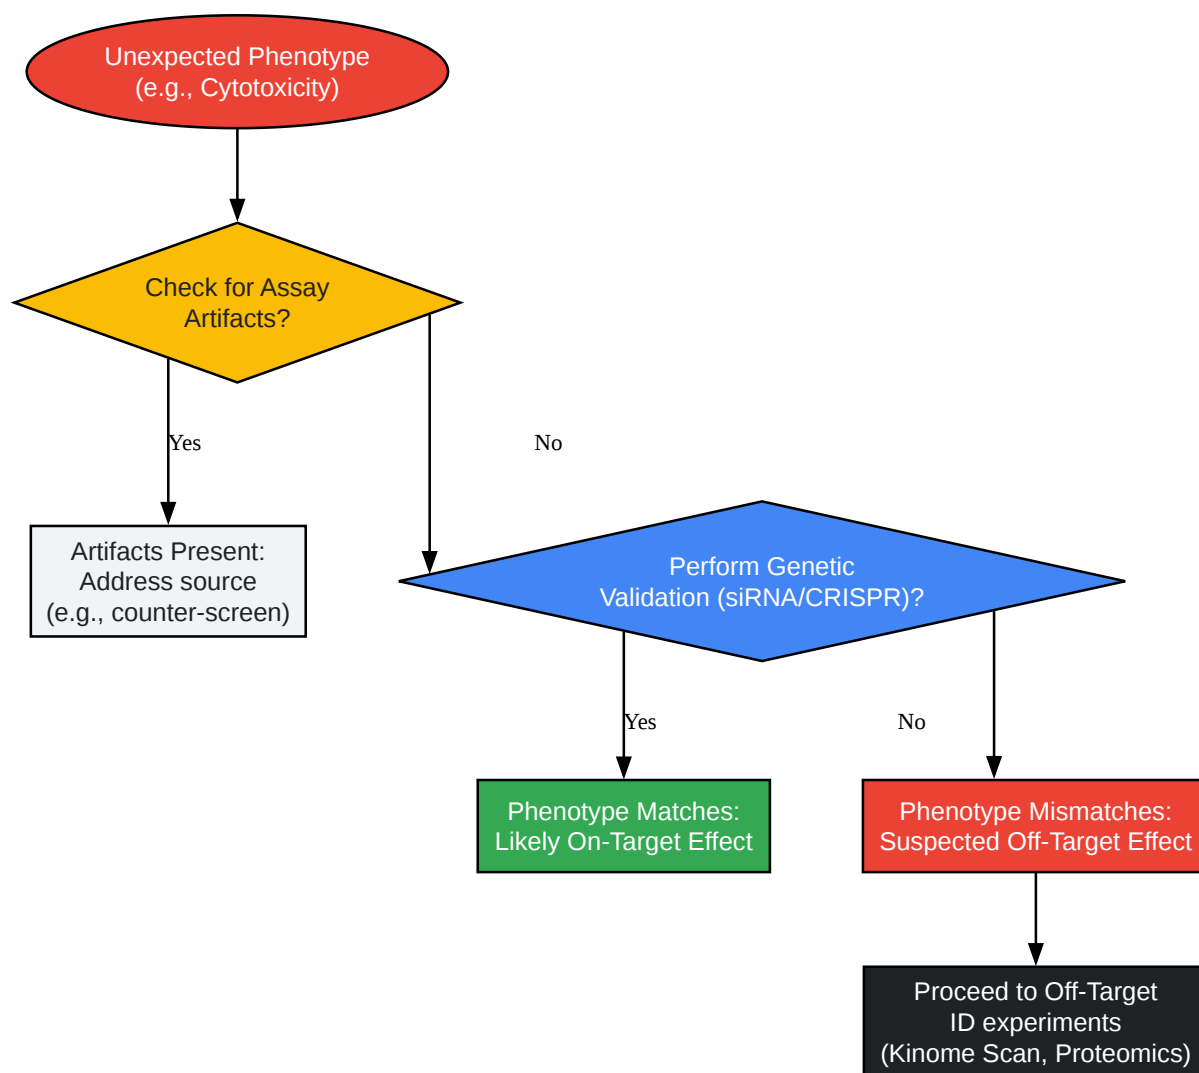 Unexpected Phenotype
(e.g., Cytotoxicity)
Check for Assay
Artifacts?
Yes
No
Artifacts Present:
Address source
(e.g., counter-screen)
Perform Genetic
Validation (siRNA/CRISPR)?
Yes
No
Phenotype Matches:
Likely On-Target Effect
Phenotype Mismatches:
Suspected Off-Target Effect
Proceed to Off-Target
ID experiments
(Kinome Scan, Proteomics)